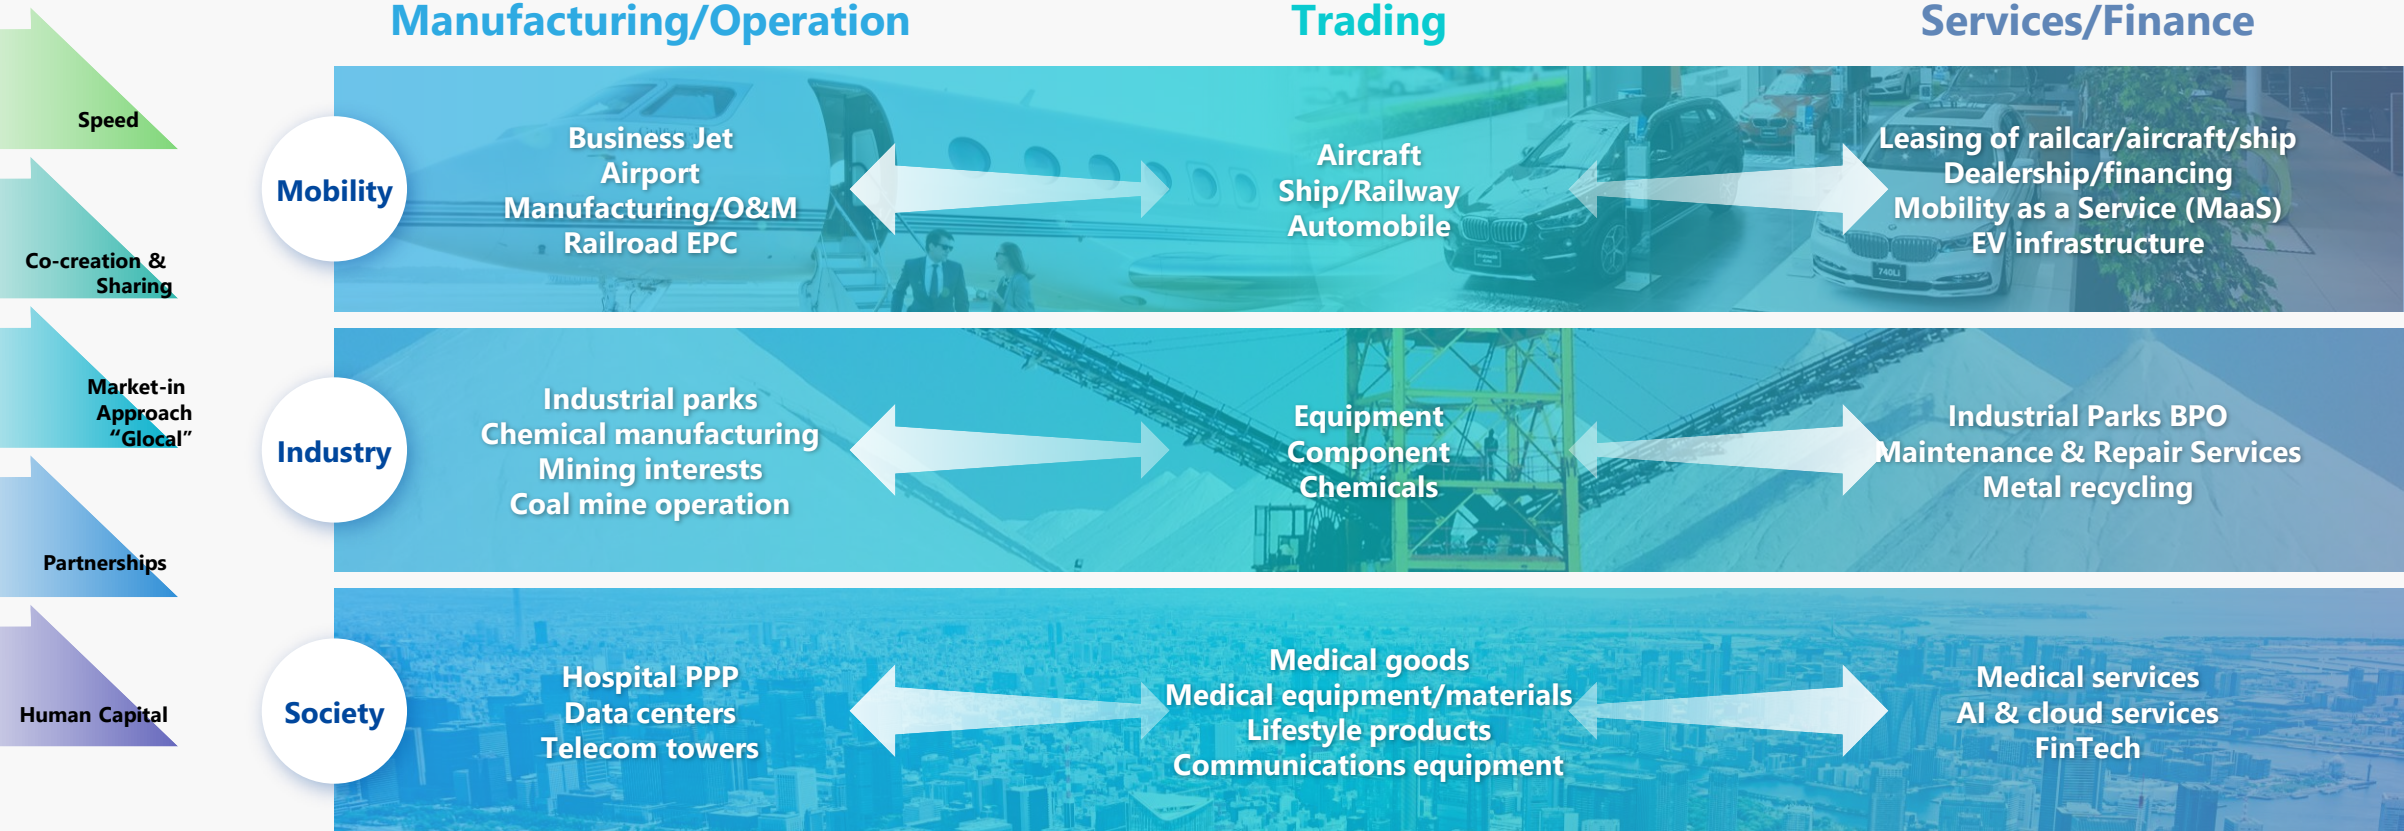 Manufacturing/Operation
Trading
Services/Finance
Speed
Co-creation &
Sharing
Market-in
Approach
“Glocal”
Partnerships
Human Capital
Mobility
Business Jet
Airport
Manufacturing/O&M
Railroad EPC
Aircraft
Ship/Railway
Automobile
Leasing of railcar/aircraft/ship
Dealership/financing
Mobility as a Service (MaaS)
EV infrastructure
740Li
Industry
Industrial parks
Chemical manufacturing
Mining interests
Coal mine operation
Equipment
Component
Chemicals
Industrial Parks BPO
Maintenance & Repair Services
Metal recycling
Society
Hospital PPP
Data centers
Telecom towers
Medical goods
Medical equipment/materials
Lifestyle products
Communications equipment
Medical services
AI & cloud services
FinTech